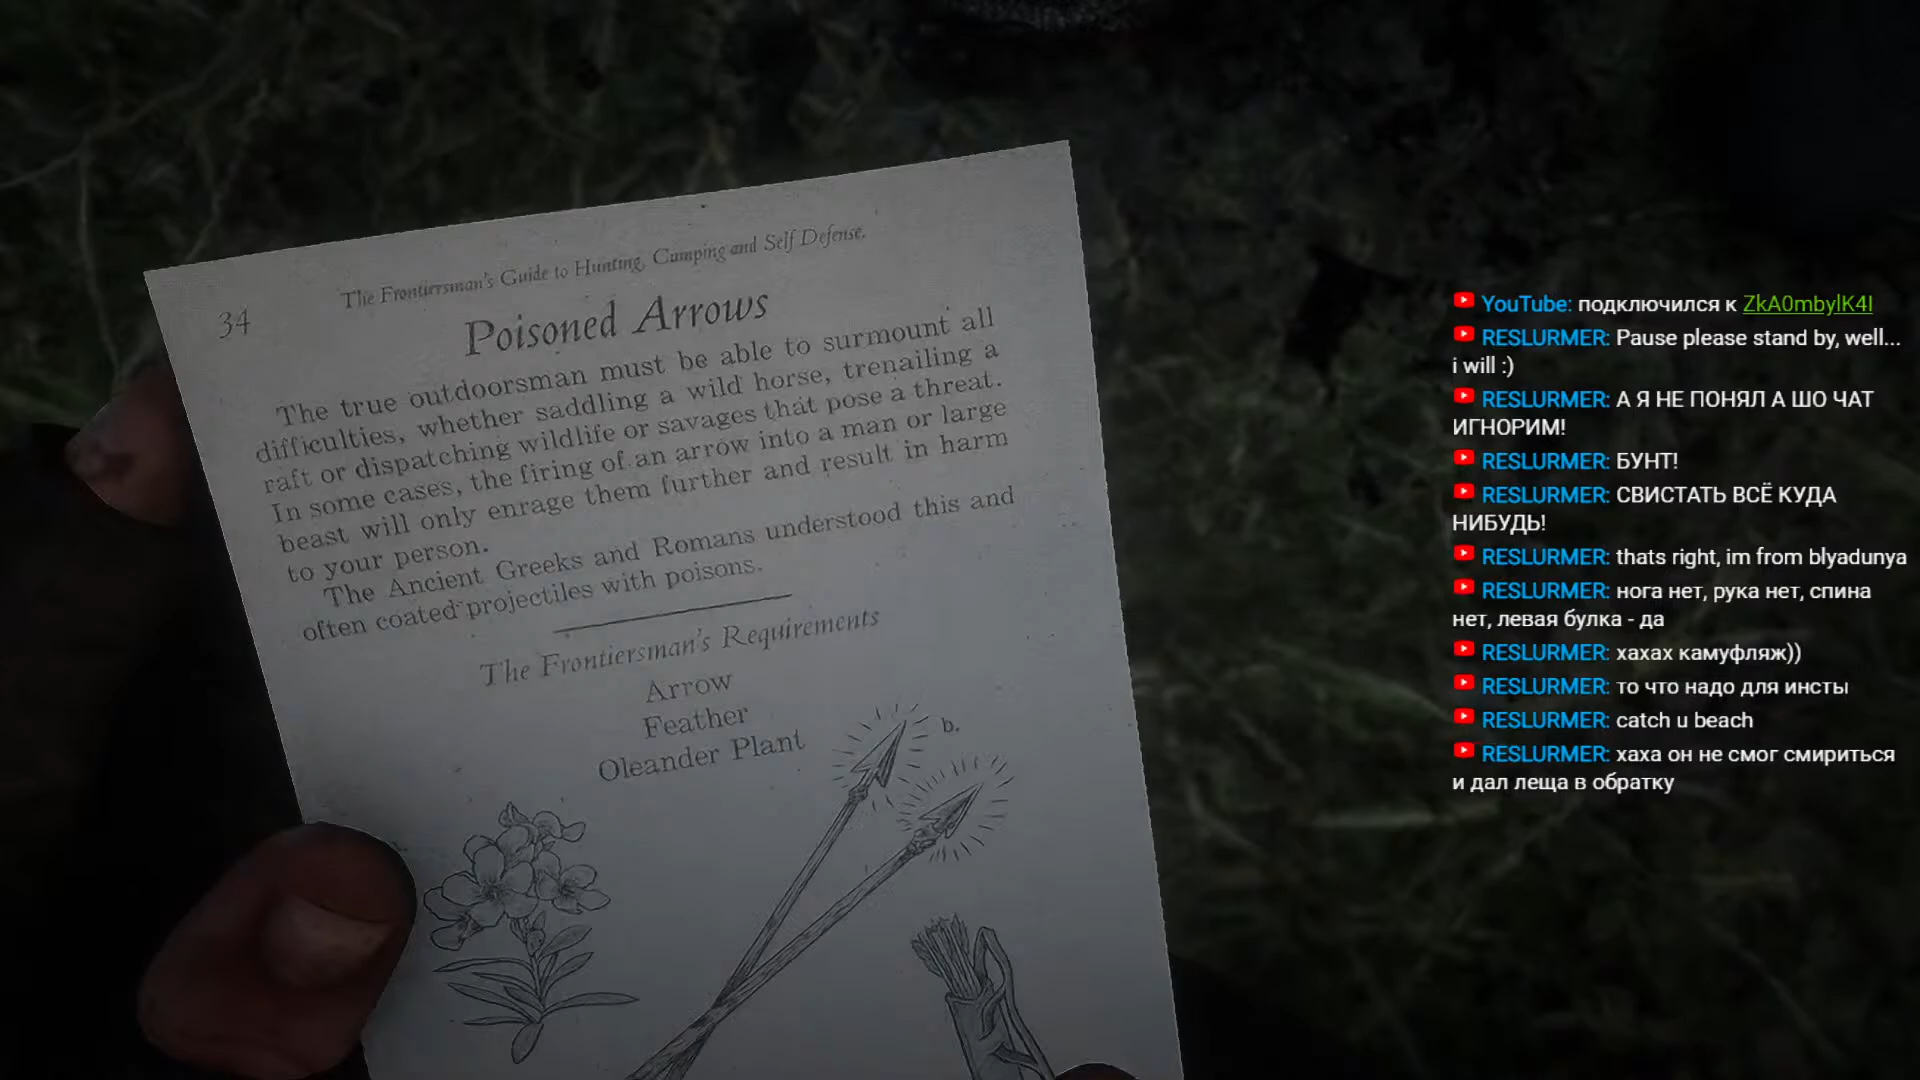 34
The Frontiersman's Guide to Hunting, Camping and Self Defense.
Poisoned Arrows
The true outdoorsman must be able to surmount all
difficulties, whether saddling a wild horse, trenailing a
raft or dispatching wildlife or savages that pose a threat.
In some cases, the firing of an arrow into a man or large
beast will only enrage them further and result in harm
to your person.
The Ancient Greeks and Romans understood this and
often coated projectiles with poisons.
The Frontiersman's Requirements
Arrow
Feather
Oleander Plant
b.
YouTube: подключился к ZkA0mbylK4I
RESLURMER: Pause please stand by, well...
i will :)
RESLURMER: А Я НЕ ПОНЯЛ А ШО ЧАТ
ИГНОРИМ!
RESLURMER: БУНТ!
RESLURMER: СВИСТАТЬ ВСЁ КУДА
НИБУДЬ!
RESLURMER: thats right, im from blyadunya
RESLURMER: нога нет, рука нет, спина
нет, левая булка - да
RESLURMER: хахах камуфляж))
RESLURMER: то что надо для инсты
RESLURMER: catch u beach
RESLURMER: хаха он не смог смириться
и дал леща в обратку